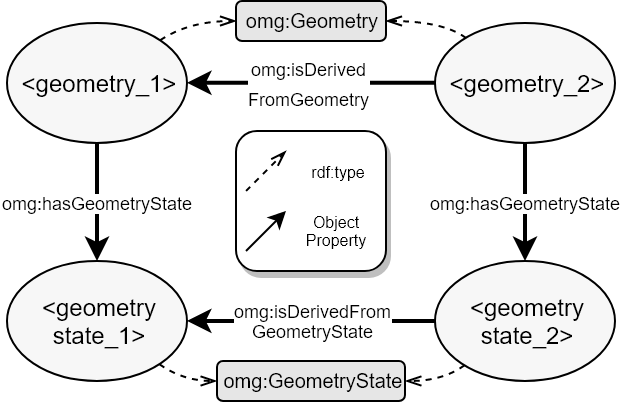 omg:Geometry
<geometry_1>
omg:isDerived
FromGeometry
<geometry_2>
rdf:type
Object
Property
omg:hasGeometryState
omg:hasGeometryState
<geometry
state_1>
omg:isDerivedFrom
GeometryState
<geometry
state_2>
omg:GeometryState